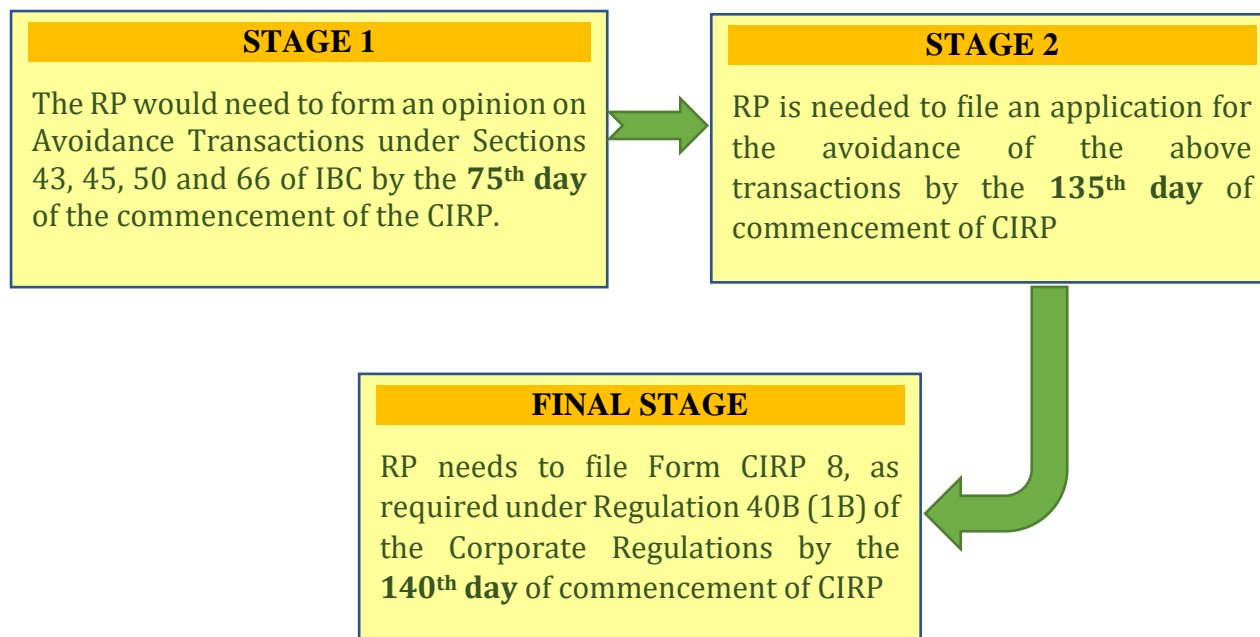 STAGE 1
The RP would need to form an opinion on
Avoidance Transactions under Sections
43, 45, 50 and 66 of IBC by the 75th day
of the commencement of the CIRP.
STAGE 2
RP is needed to file an application for
the avoidance of the above
transactions by the 135th day of
commencement of CIRP
FINAL STAGE
RP needs to file Form CIRP 8, as
required under Regulation 40B (1B) of
the Corporate Regulations by the
140th day of commencement of CIRP